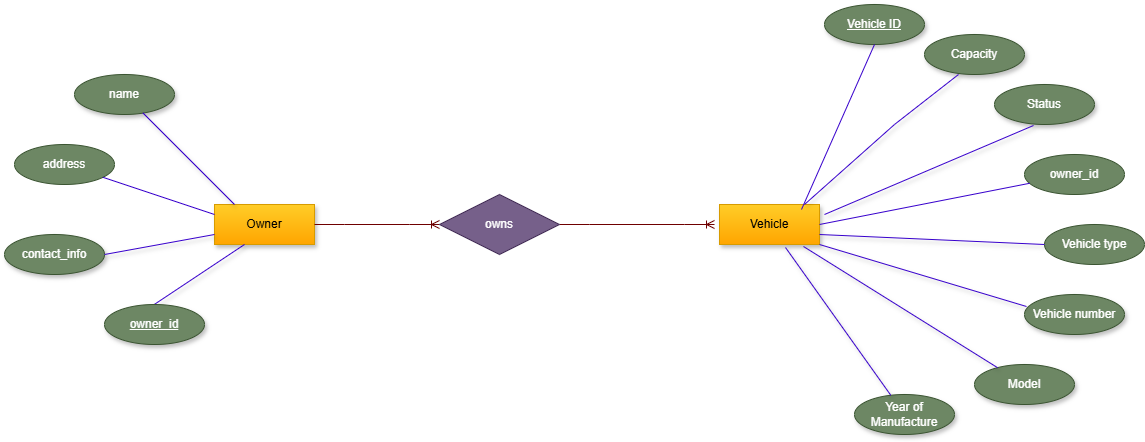 Vehicle ID
Capacity
name
Status
address
owner_id
Owner
owns
Vehicle
contact_info
Vehicle type
owner_id
Vehicle number
Model
Year of
Manufacture